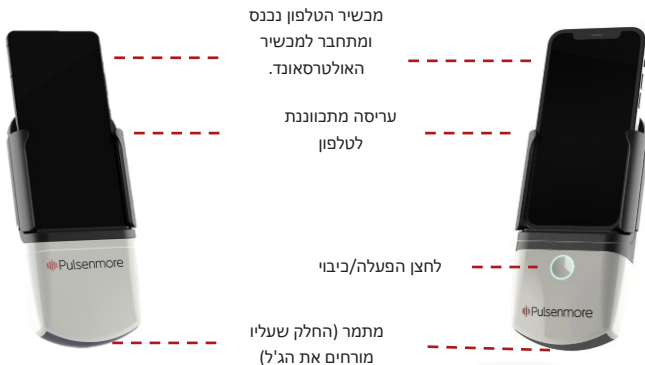 מכשיר הטלפון נכנס
ומתחבר למכשיר
האולטרסאונד.
עריסה מתכווננת
לטלפון
Pulsenmore
לחצן הפעלה/כיבוי
Pulsenmore
מתמר (החלק שעליו
מורחים את הג'ל)